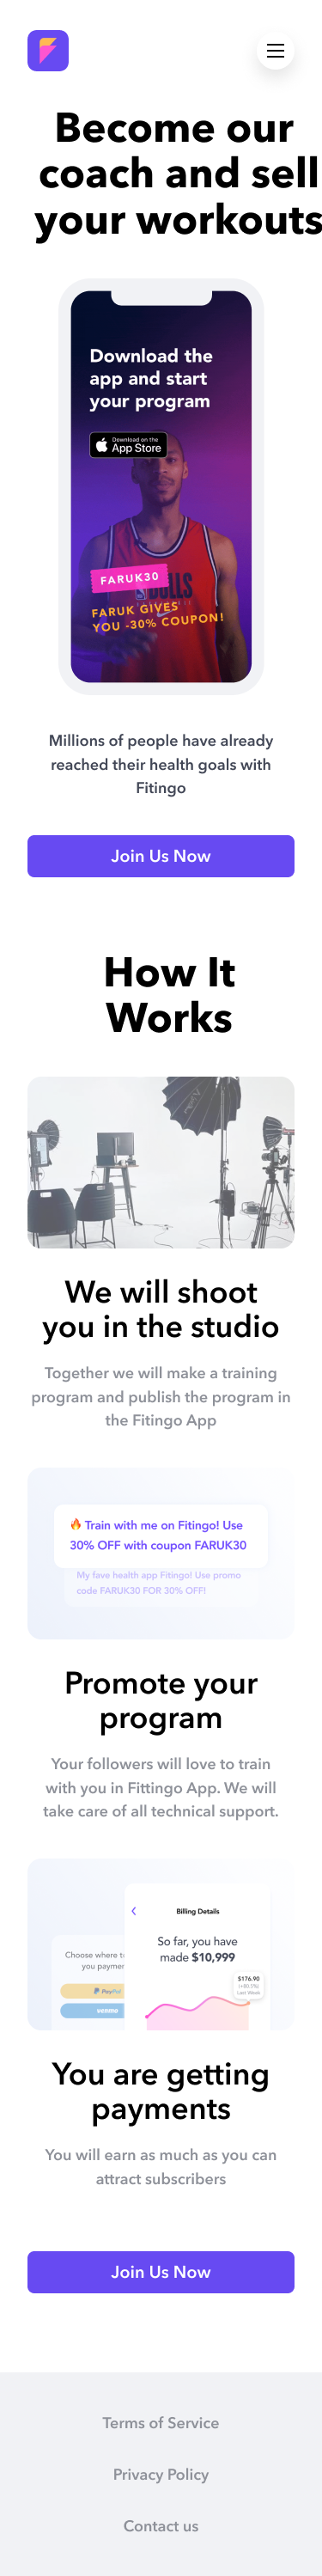 Become our
coach and sell
your workouts
Download the
app and start
your program
Download on the
App Store
FARUK30
FARUK GIVES
YOU -30% COUPON!
Millions of people have already
reached their health goals with
Fitingo
Join Us Now
How It
Works
We will shoot
you in the studio
Together we will make a training
program and publish the program in
the Fitingo App
🔥 Train with me on Fitingo! Use
30% OFF with coupon FARUK30
My fave health app Fitingo! Use promo
code FARUK30 FOR 30% OFF!
Promote your
program
Your followers will love to train
with you in Fittingo App. We will
take care of all technical support.
Billing Details
So far, you have
made $10,999
Choose where t
you paymen
PayPal
venmo
$176.90
(+80.1%)
Last Week
You are getting
payments
You will earn as much as you can
attract subscribers
Join Us Now
Terms of Service
Privacy Policy
Contact us